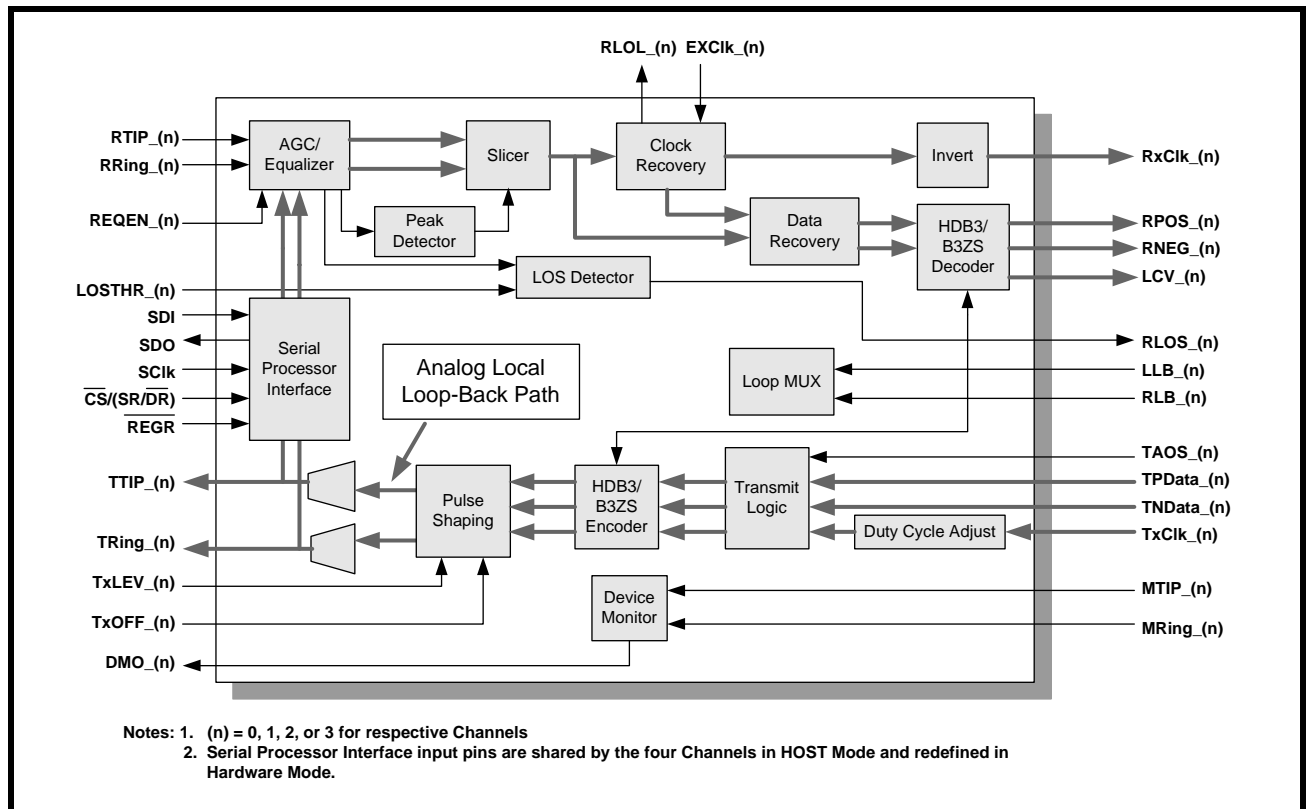 RLOL_(n) EXClk_(n)
RTIP_(n)
RRing_(n)
REQEN_(n)
LOSTHR_(n)
SDI
SDO
SClk
CS/(SR/DR)
REGR
TTIP_(n)
TRing_(n)
TxLEV_(n)
TxOFF_(n)
DMO_(n)
AGC/
Equalizer
Slicer
Clock
Recovery
Invert
Peak
Detector
Data
Recovery
HDB3/
B3ZS
Decoder
LOS Detector
Serial
Processor
Interface
Analog Local
Loop-Back Path
Loop MUX
Pulse
Shaping
HDB3/
B3ZS
Encoder
Transmit
Logic
Duty Cycle Adjust
Device
Monitor
RxClk_(n)
RPOS_(n)
RNEG_(n)
LCV_(n)
RLOS_(n)
LLB_(n)
RLB_(n)
TAOS_(n)
TPData_(n)
TNData_(n)
TxClk_(n)
MTIP_(n)
MRing_(n)
Notes: 1. (n) = 0, 1, 2, or 3 for respective Channels
2. Serial Processor Interface input pins are shared by the four Channels in HOST Mode and redefined in
Hardware Mode.